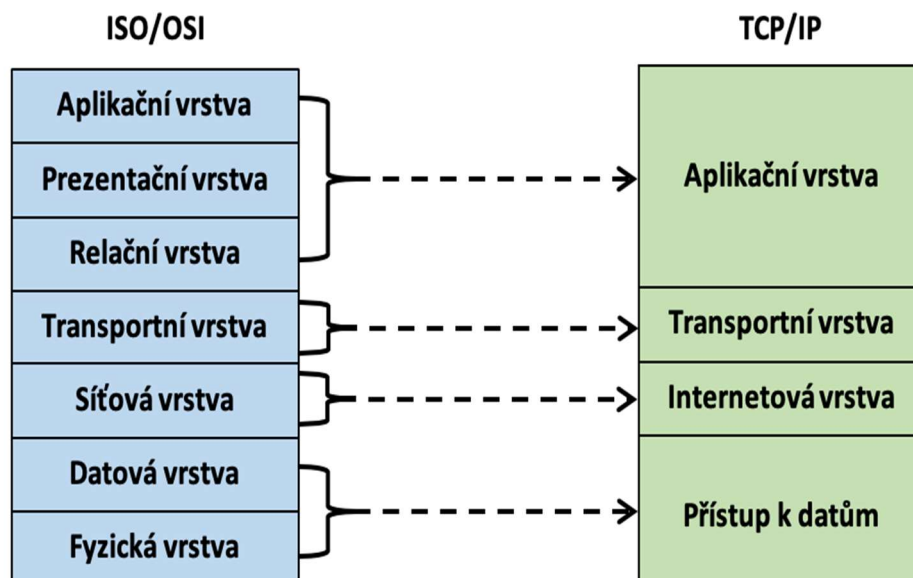 ISO/OSI
Aplikační vrstva
Prezentační vrstva
Relační vrstva
Transportní vrstva
Síťová vrstva
Datová vrstva
Fyzická vrstva
TCP/IP
Aplikační vrstva
Transportní vrstva
Internetová vrstva
Přístup k datům